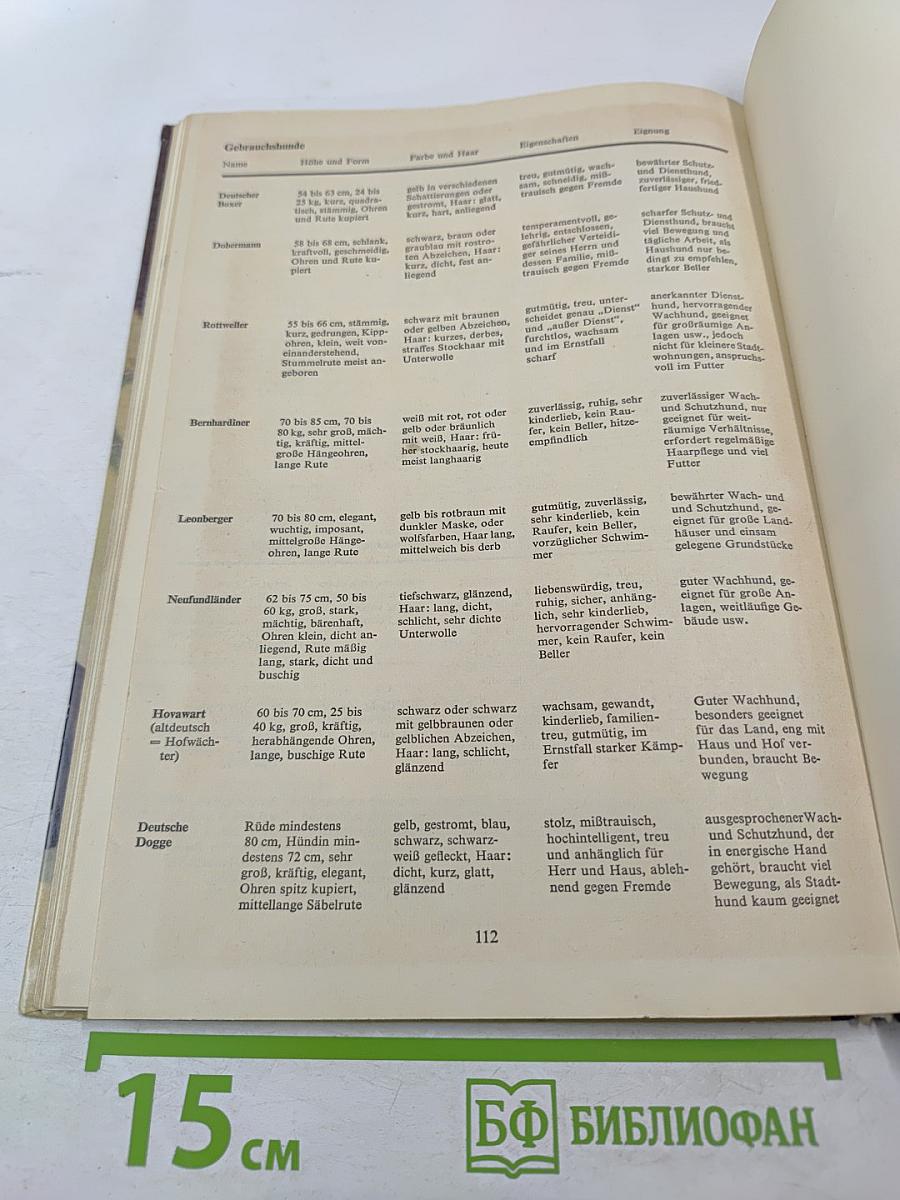 Gebrauchshunde
Name Höhe und Form Farbe und Haar Eigenschaften Eignung
Deutscher
Boxer
54 bis 63 cm, 24 bis
25 kg, kurz, quadra-
tisch, stämmig, Ohren
und Rute kupiert
gelb in verschiedenen
Schattierungen oder
gestromt, Haar: glatt,
kurz, hart, anliegend
treu, gutmütig, wach-
sam, schneidig, miß-
trauisch gegen Fremde
bewährter Schutz-
und Diensthund,
zuverlässiger, fried-
fertiger Haushund
Dobermann
58 bis 68 cm, schlank,
kraftvoll, geschmeidig,
Ohren und Rute ku-
piert
schwarz, braun oder
graublau mit rostro-
ten Abzeichen, Haar:
kurz, dicht, fest an-
liegend
temperamentvoll, ge-
lehrig, entschlossen,
gefährlicher Verteidi-
ger seines Herrn und
dessen Familie, miß-
trauisch gegen Fremde
scharfer Schutz- und
Diensthund, braucht
viel Bewegung und
tägliche Arbeit, als
Haushund nur be-
dingt zu empfehlen,
starker Beller
Rottweiler
55 bis 66 cm, stämmig,
kurz, gedrungen, Kipp-
ohren, klein, weit von-
einanderstehend,
Stummelrute meist an-
geboren
schwarz mit braunen
oder gelben Abzeichen,
Haar: kurzes, derbes,
straffes Stockhaar mit
Unterwolle
gutmütig, treu, unter-
scheidet genau „Dienst“
und „außer Dienst“,
furchtlos, wachsam
und im Ernstfall
scharf
anerkannter Dienst-
hund, hervorragender
Wachhund, geeignet
für großräumige An-
lagen usw., jedoch
nicht für kleinere Stadt-
wohnungen, anspruchs-
voll im Futter
Bernhardiner
70 bis 85 cm, 70 bis
80 kg, sehr groß, mäch-
tig, kräftig, mittel-
große Hängeohren,
lange Rute
weiß mit rot, rot oder
gelb oder bräunlich
mit weiß, Haar: frü-
her stockhaarig, heute
meist langhaarig
zuverlässig, ruhig, sehr
kinderlieb, kein Rau-
fer, kein Beller, hitze-
empfindlich
zuverlässiger Wach-
und Schutzhund, nur
geeignet für weit-
räumige Verhältnisse,
erfordert regelmäßige
Haarpflege und viel
Futter
Leonberger
70 bis 80 cm, elegant,
wuchtig, imposant,
mittelgroße Hänge-
ohren, lange Rute
gelb bis rotbraun mit
dunkler Maske, oder
wolfsfarben, Haar lang,
mittelweich bis derb
gutmütig, zuverlässig,
sehr kinderlieb, kein
Raufer, kein Beller,
vorzüglicher Schwim-
mer
bewährter Wach- und
und Schutzhund, ge-
eignet für große Land-
häuser und einsam
gelegene Grundstücke
Neufundländer
62 bis 75 cm, 50 bis
60 kg, groß, stark,
mächtig, bärenhaft,
Ohren klein, dicht an-
liegend, Rute mäßig
lang, stark, dicht und
buschig
tiefschwarz, glänzend,
Haar: lang, dicht,
schlicht, sehr dichte
Unterwolle
liebenswürdig, treu,
ruhig, sicher, anhäng-
lich, sehr kinderlieb,
hervorragender Schwim-
mer, kein Raufer, kein
Beller
guter Wachhund, ge-
eignet für große An-
lagen, weitläufige Ge-
bäude usw.
Hovawart
(altdeutsch
= Hofwäch-
ter)
60 bis 70 cm, 25 bis
40 kg, groß, kräftig,
herabhängende Ohren,
lange, buschige Rute
schwarz oder schwarz
mit gelbbraunen oder
gelblichen Abzeichen,
Haar: lang, schlicht,
glänzend
wachsam, gewandt,
kinderlieb, familien-
treu, gutmütig, im
Ernstfall starker Kämp-
fer
Guter Wachhund,
besonders geeignet
für das Land, eng mit
Haus und Hof ver-
bunden, braucht Be-
wegung
Deutsche
Dogge
Rüde mindestens
80 cm, Hündin min-
destens 72 cm, sehr
groß, kräftig, elegant,
Ohren spitz kupiert,
mittellange Säbelrute
gelb, gestromt, blau,
schwarz, schwarz-
weiß gefleckt, Haar:
dicht, kurz, glatt,
glänzend
stolz, mißtrauisch,
hochintelligent, treu
und anhänglich für
Herr und Haus, ableh-
nend gegen Fremde
ausgesprochener Wach-
und Schutzhund, der
in energische Hand
gehört, braucht viel
Bewegung, als Stadt-
hund kaum geeignet
112
15 см
БФ БИБЛИОФАН